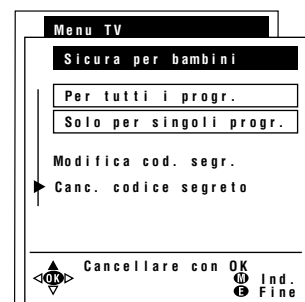 Menu TV
Sicura per bambini
Per tutti i progr.
Solo per singoli progr.
Modifica cod. segr.
Canc. codice segreto
Cancellare con OK
OK
M Ind.
E Fine